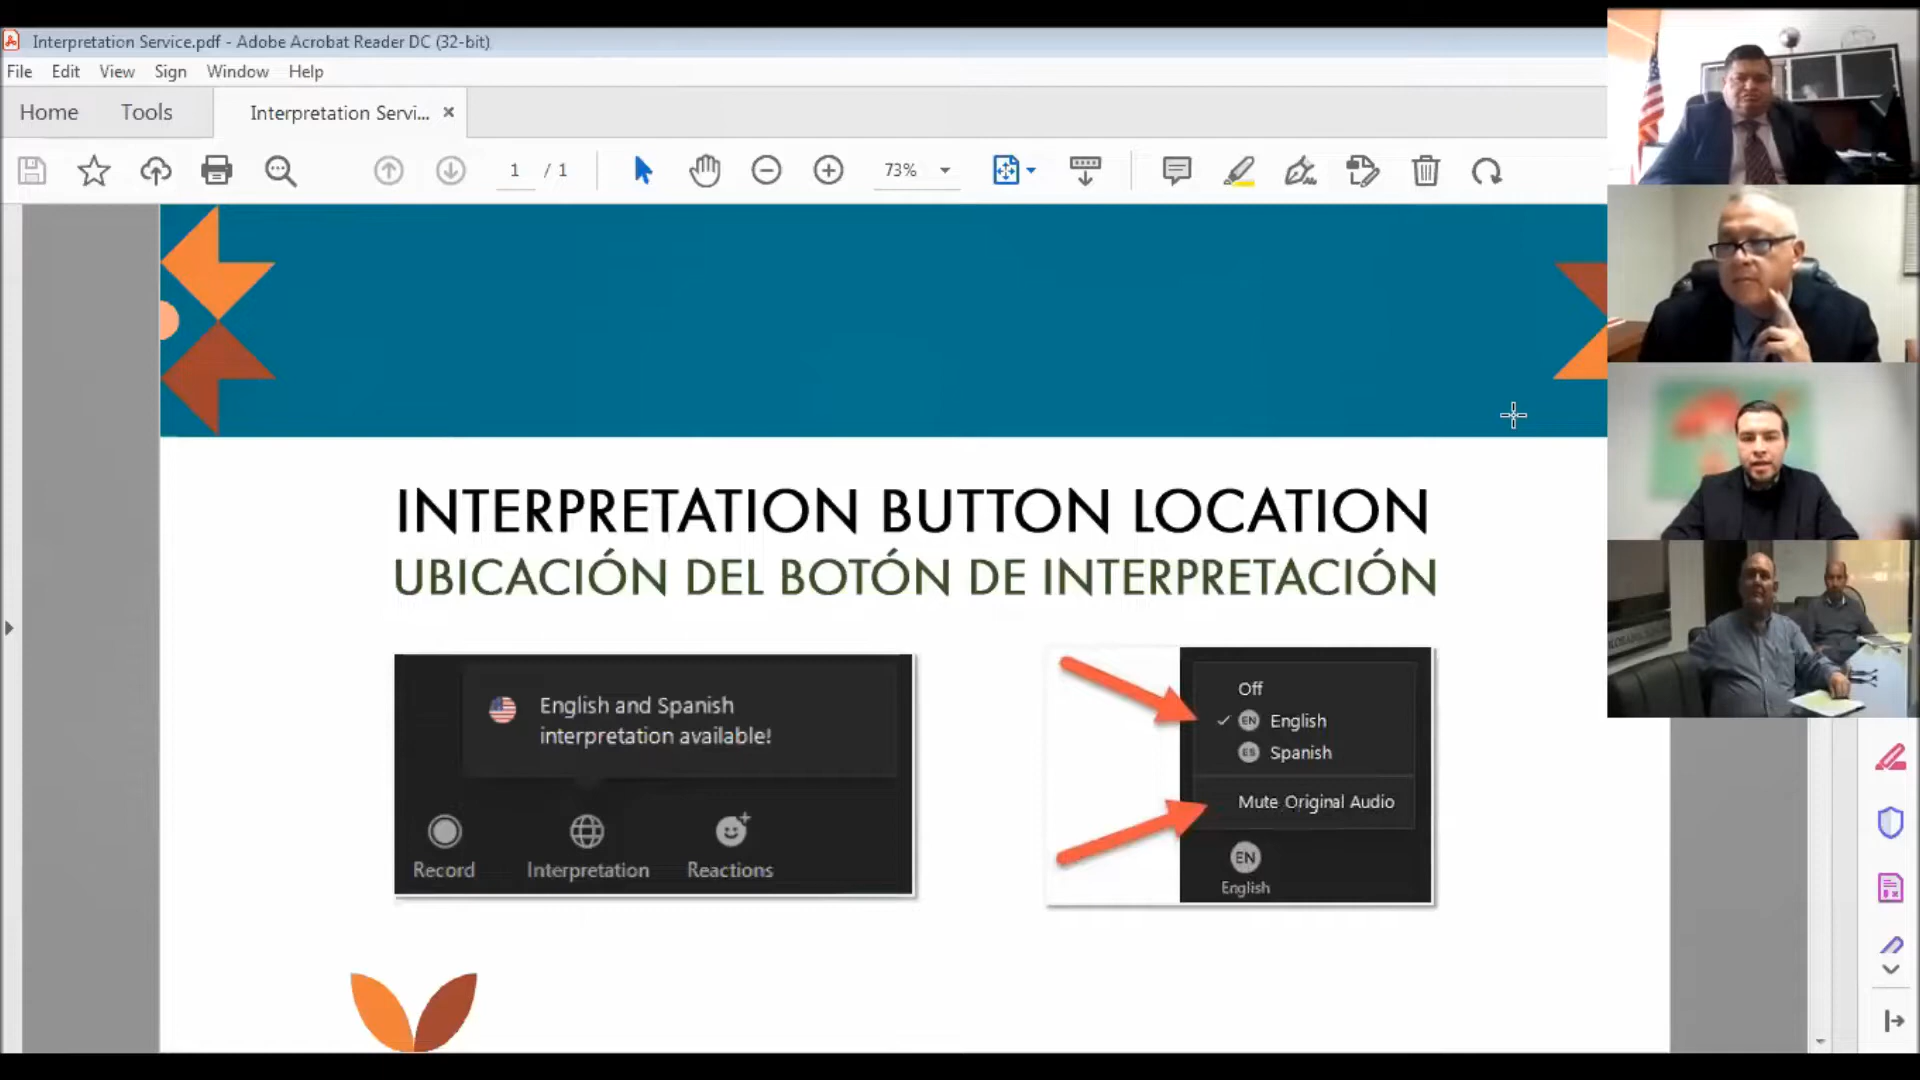 Interpretation Service.pdf - Adobe Acrobat Reader DC (32-bit)
File Edit View Sign Window Help
Home Tools Interpretation Servi...
1 / 1 73%
INTERPRETATION BUTTON LOCATION
UBICACIÓN DEL BOTÓN DE INTERPRETACIÓN
English and Spanish
interpretation available!
Record Interpretation Reactions
Off
EN English
ES Spanish
Mute Original Audio
EN
English